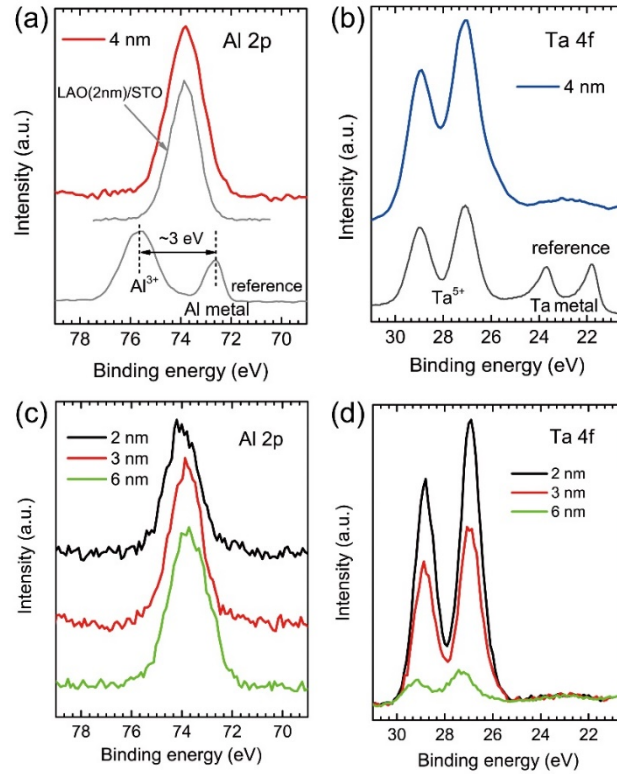 (a)
4 nm
Al 2p
LAO(2nm)/STO
~3 eV
Al3+
Al metal
reference
Intensity (a.u.)
78 76 74 72 70
Binding energy (eV)
(b)
Ta 4f
4 nm
reference
Ta5+
Ta metal
Intensity (a.u.)
30 28 26 24 22
Binding energy (eV)
(c)
Al 2p
2 nm
3 nm
6 nm
Intensity (a.u.)
78 76 74 72 70
Binding energy (eV)
(d)
Ta 4f
2 nm
3 nm
6 nm
Intensity (a.u.)
30 28 26 24 22
Binding energy (eV)